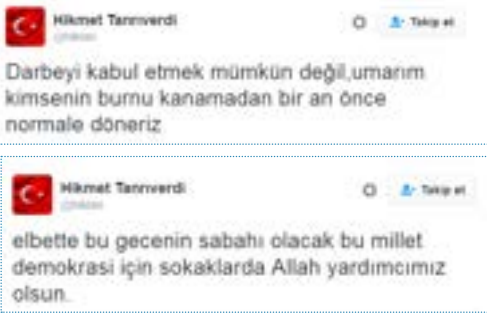 Hikmet Tanrıverdi
Takip et
Darbeyi kabul etmek mümkün değil,umarım
kimsenin burnu kanamadan bir an önce
normale döneriz
Hikmet Tanrıverdi
Takip et
elbette bu gecenin sabahı olacak bu millet
demokrasi için sokaklarda Allah yardımcımız
olsun.